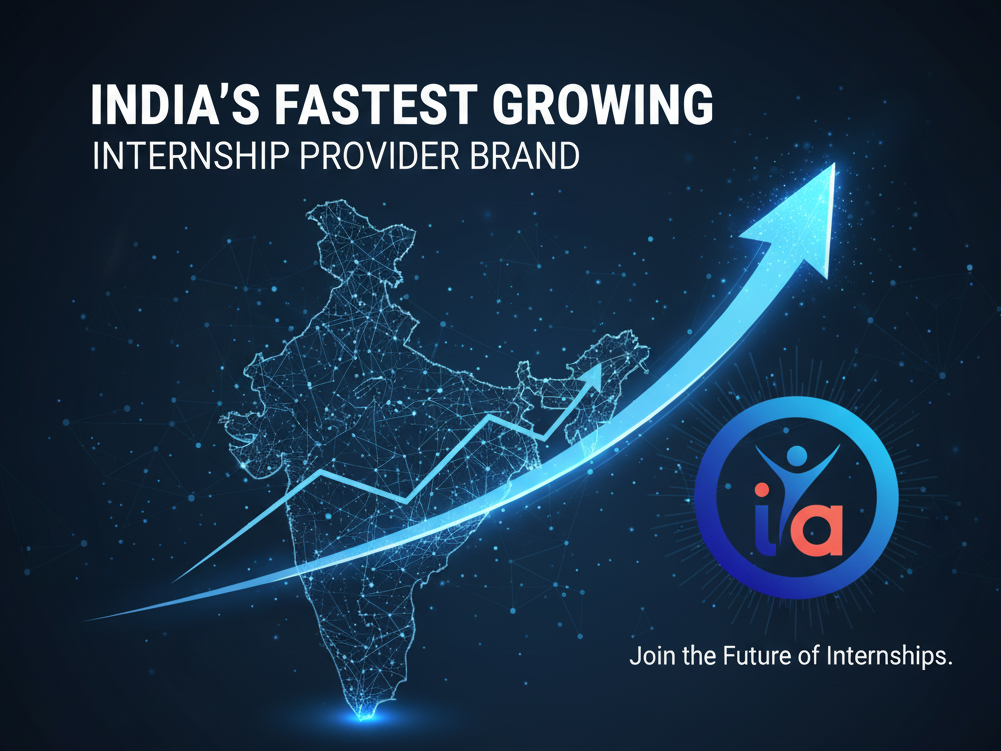 INDIA'S FASTEST GROWING
INTERNSHIP PROVIDER BRAND
ia
Join the Future of Internships.